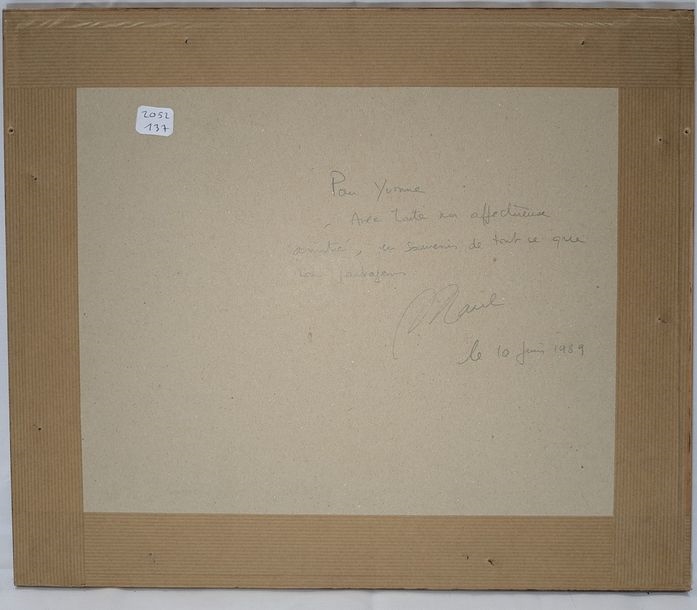 2052
137
Pour Yvonne
Avec toute mon affectueuse
amitié, en souvenir de tout ce que
nous partageons
le 10 juin 1989